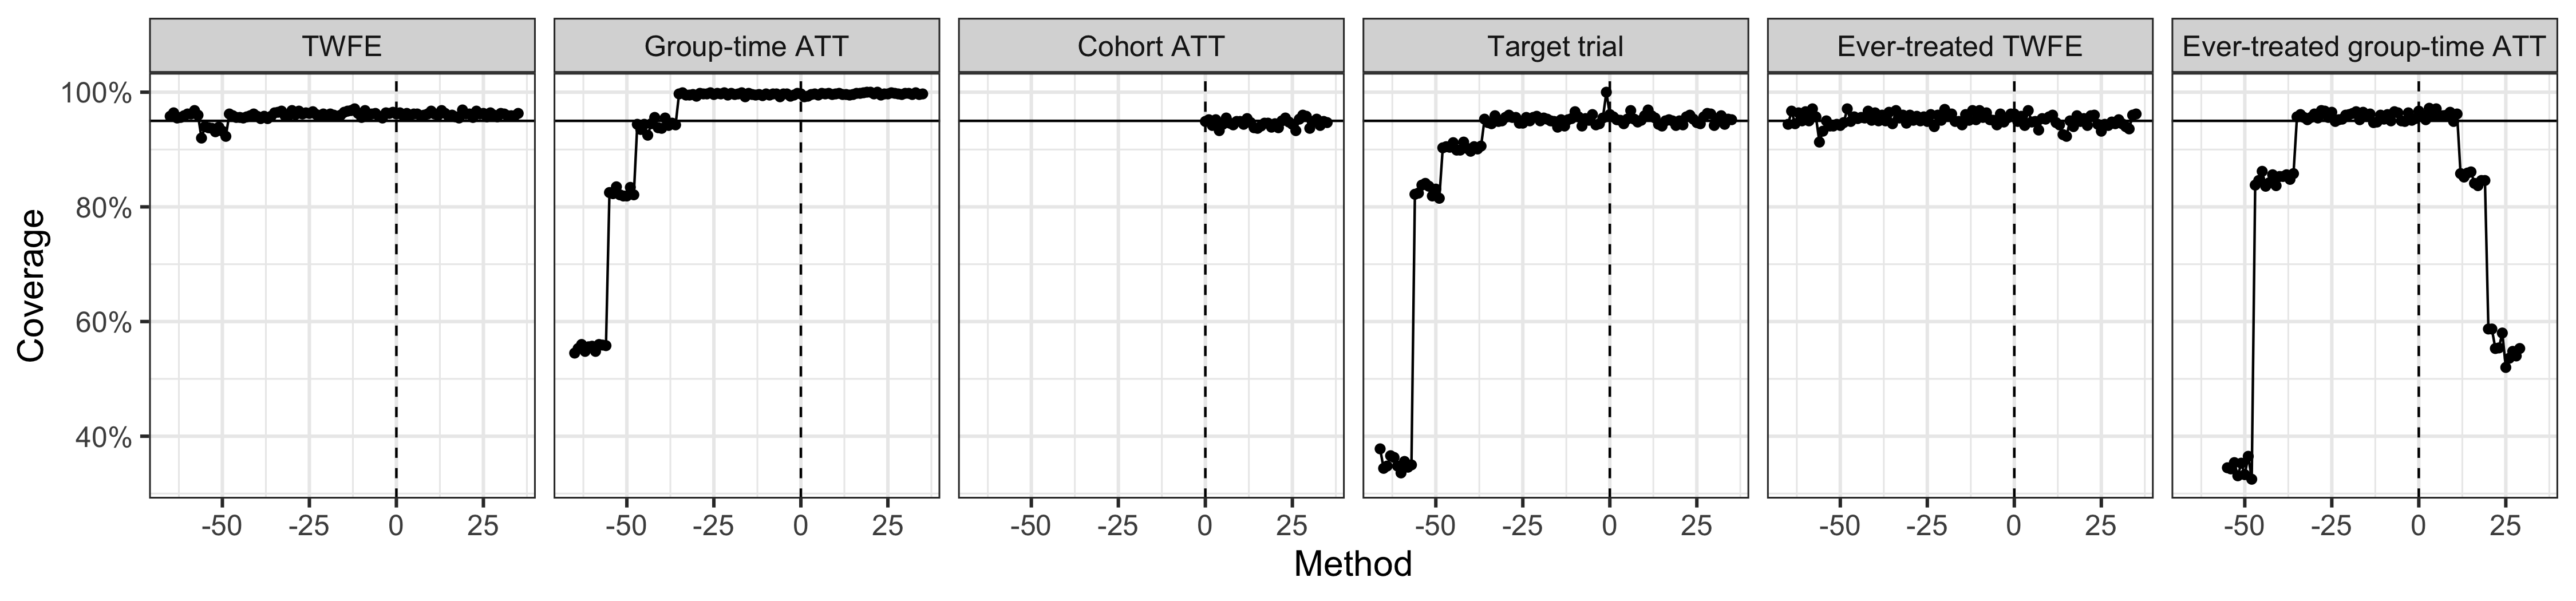 TWFE
Group-time ATT
Cohort ATT
Target trial
Ever-treated TWFE
Ever-treated group-time ATT
Coverage
100%
80%
60%
40%
-50 -25 0 25
-50 -25 0 25
-50 -25 0 25
-50 -25 0 25
-50 -25 0 25
-50 -25 0 25
Method